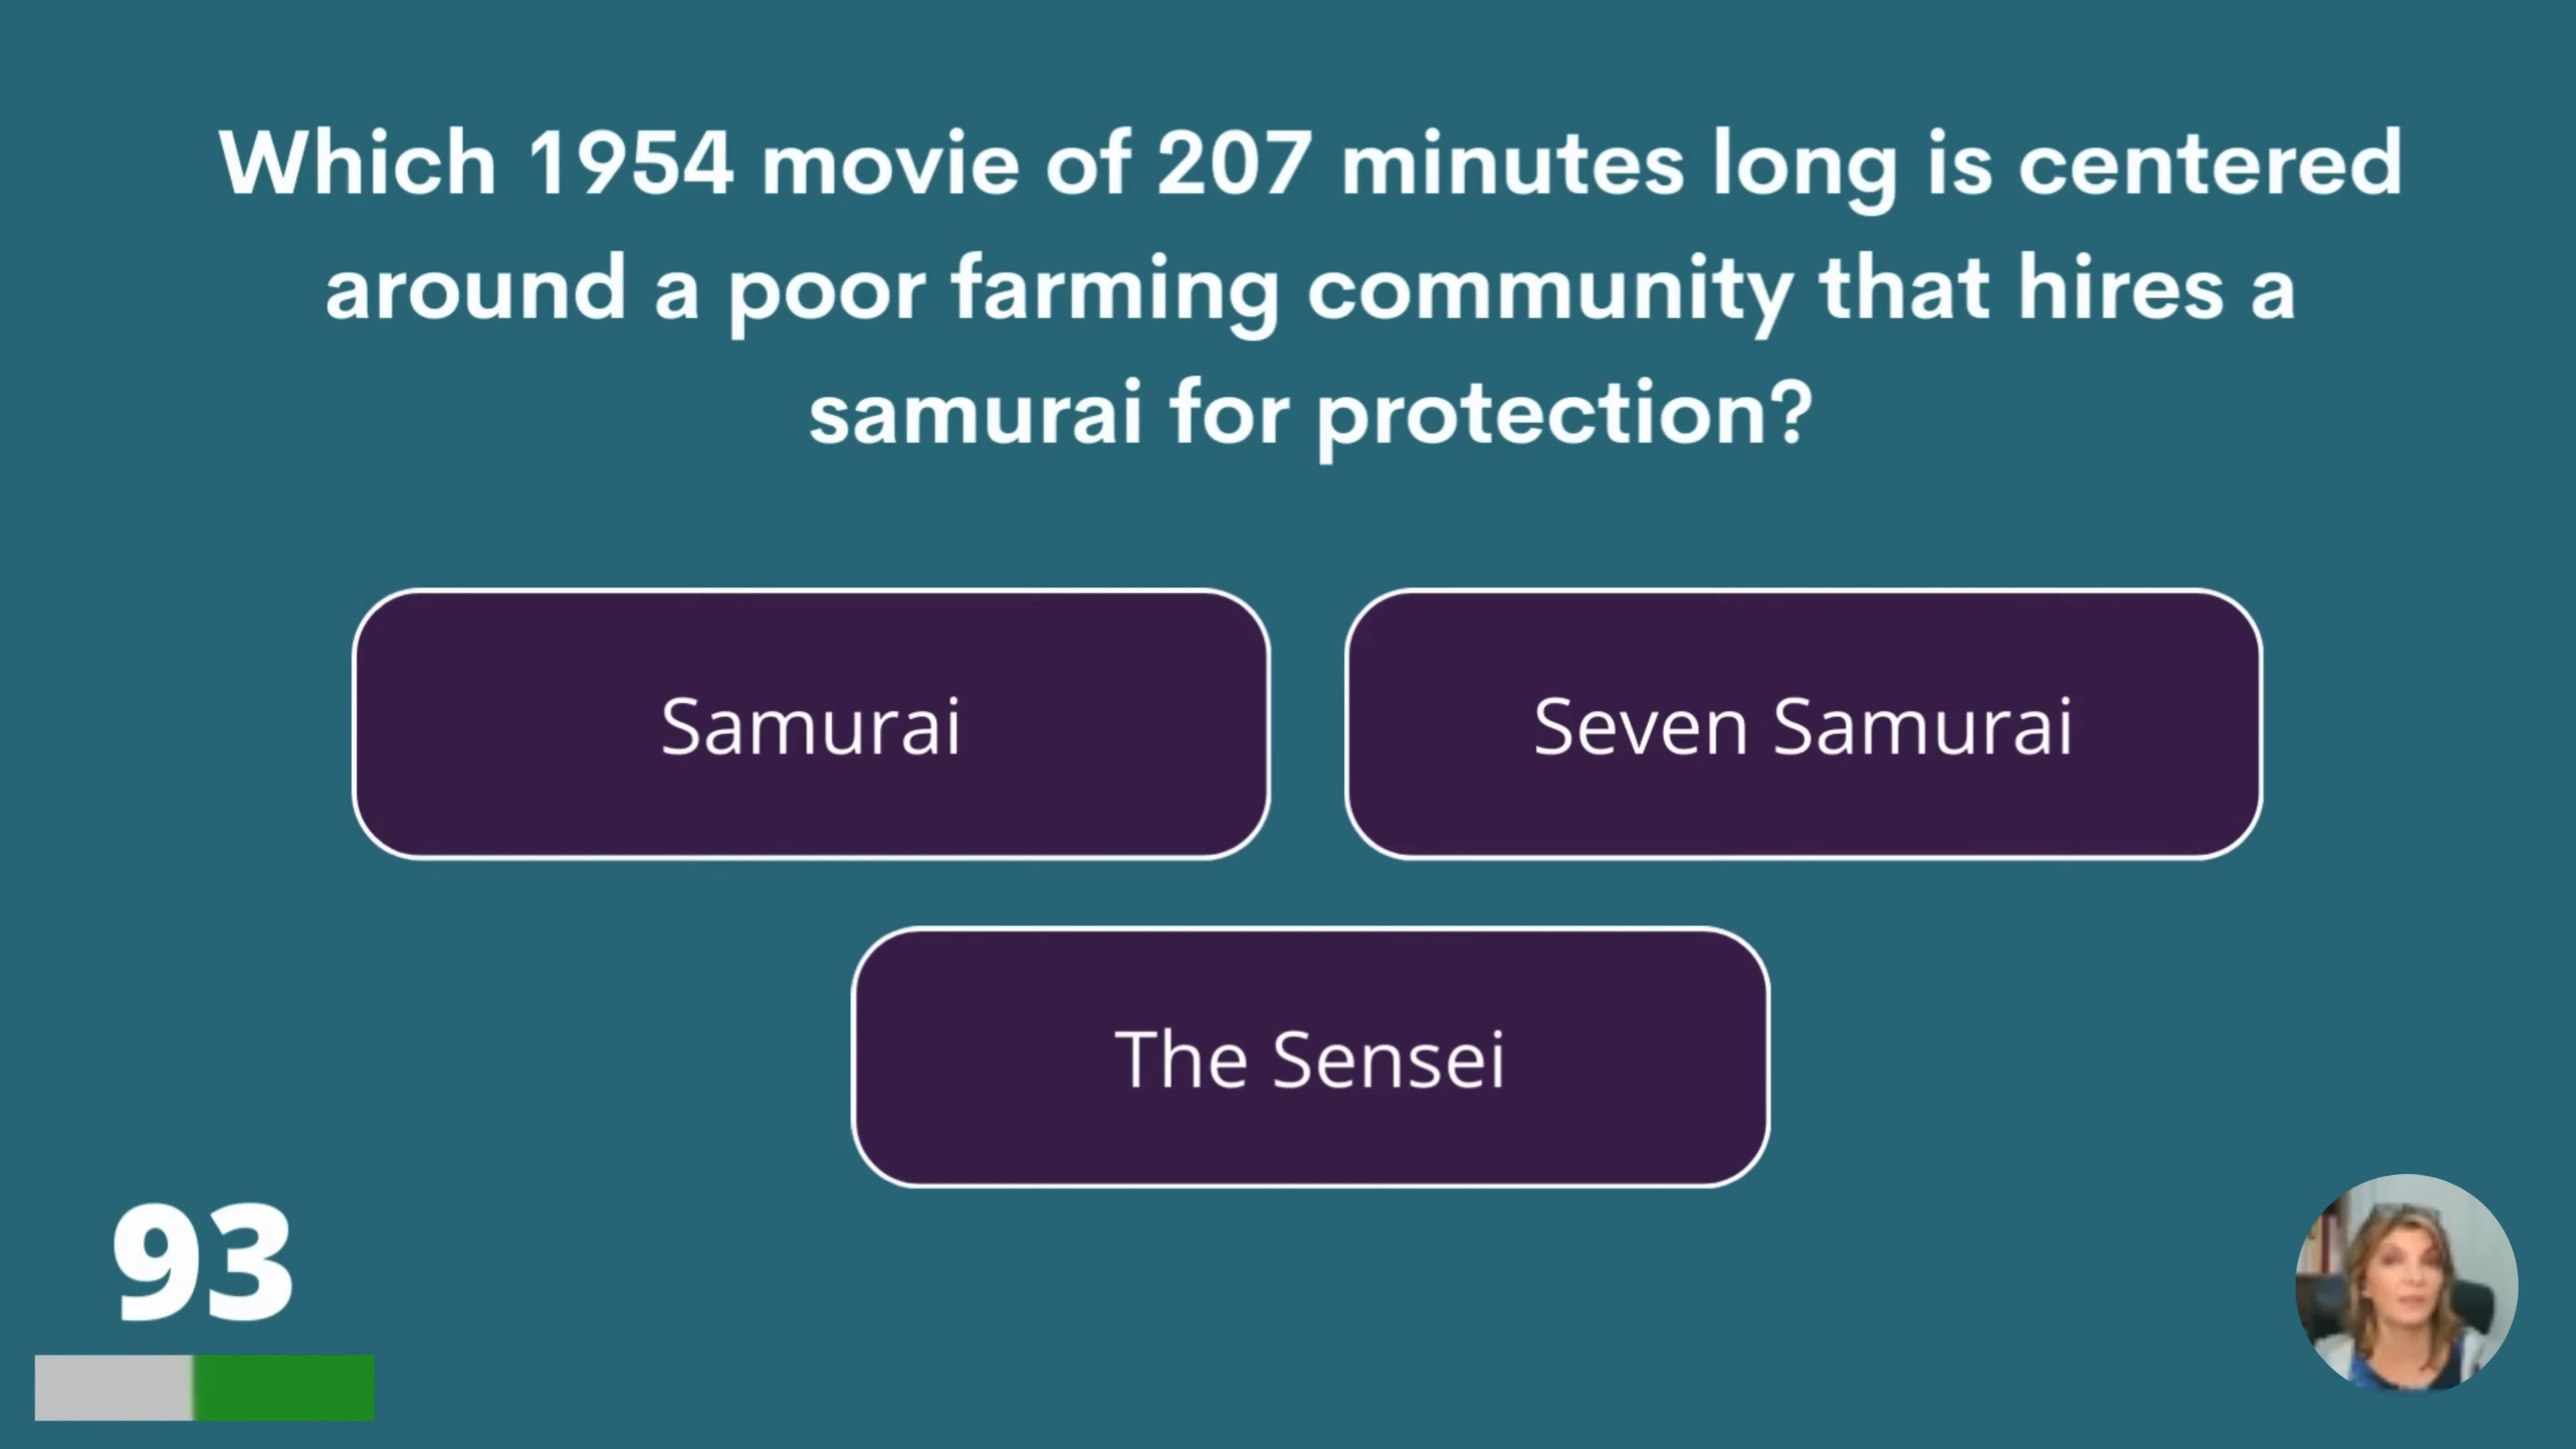 Which 1954 movie of 207 minutes long is centered
around a poor farming community that hires a
samurai for protection?
Samurai
Seven Samurai
The Sensei
93